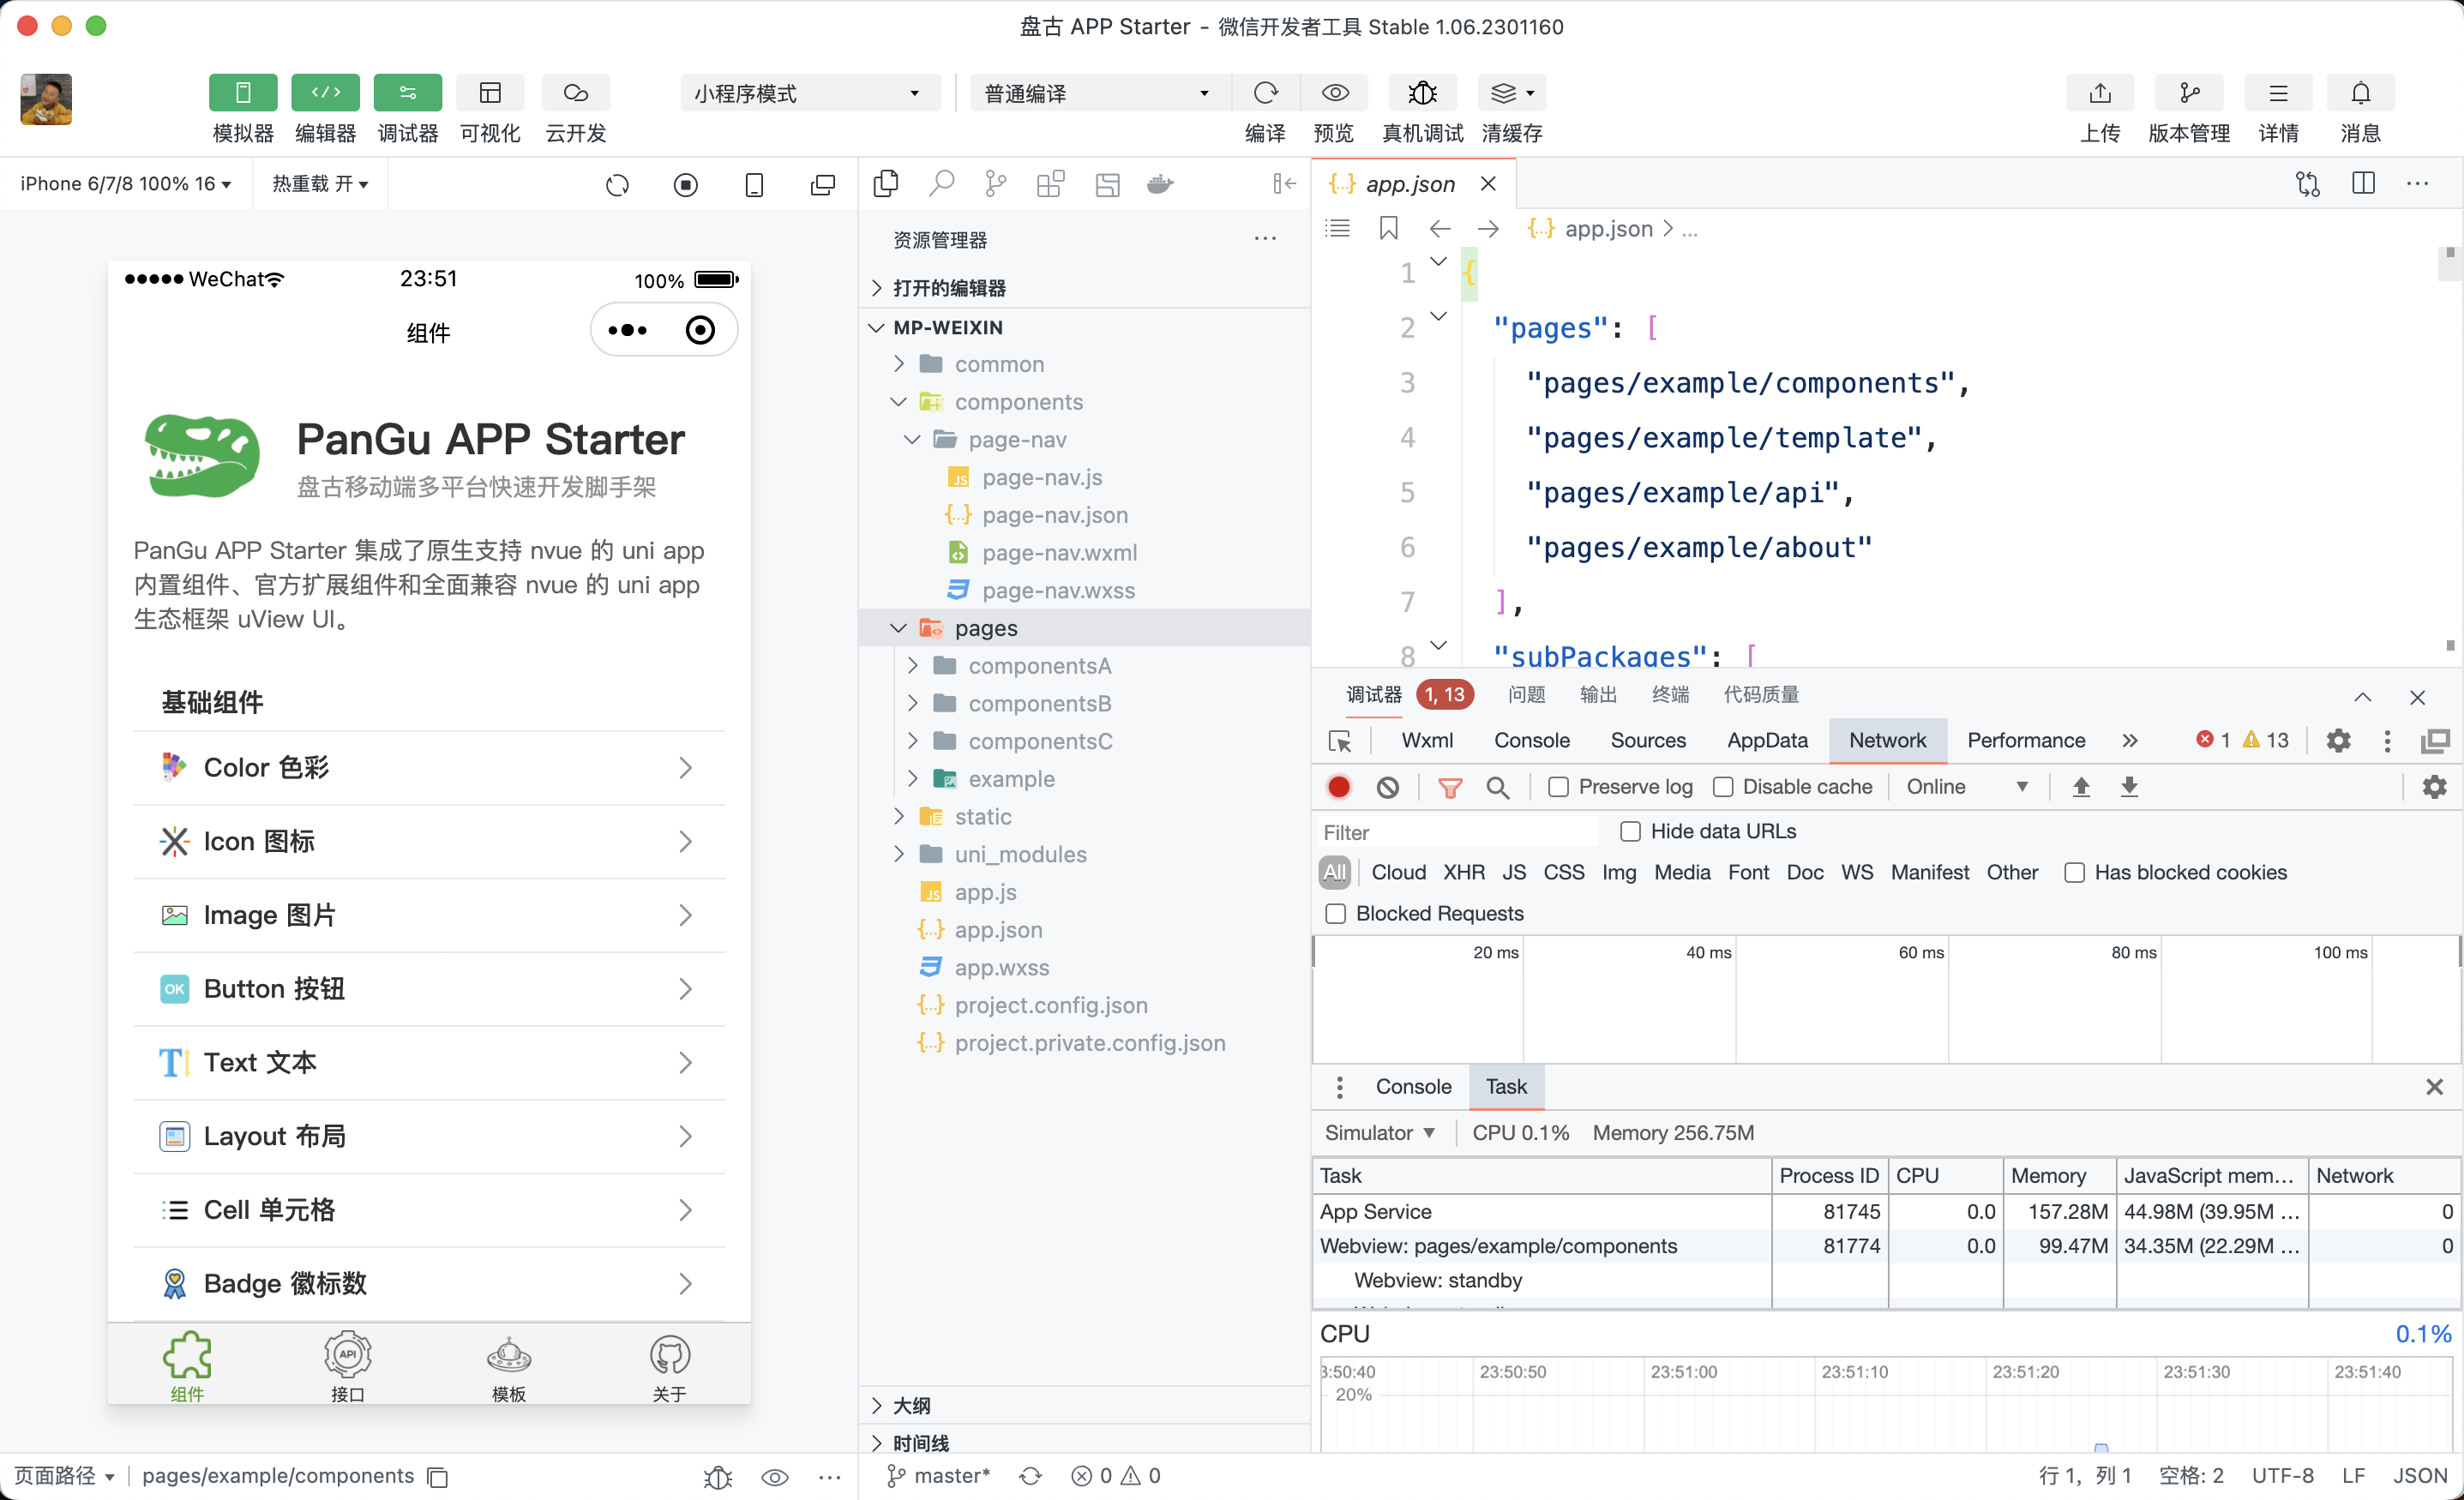 盘古 APP Starter - 微信开发者工具 Stable 1.06.2301160
模拟器 编辑器 调试器 可视化 云开发
小程序模式 普通编译
编译 预览 真机调试 清缓存
上传 版本管理 详情 消息
iPhone 6/7/8 100% 16 热重载 开
WeChat 23:51 100%
组件
PanGu APP Starter
盘古移动端多平台快速开发脚手架
PanGu APP Starter 集成了原生支持 nvue 的 uni app
内置组件、官方扩展组件和全面兼容 nvue 的 uni app
生态框架 uView UI。
基础组件
Color 色彩
Icon 图标
Image 图片
OK Button 按钮
Text 文本
Layout 布局
Cell 单元格
Badge 徽标数
API
组件 接口 模板 关于
页面路径 pages/example/components
资源管理器
打开的编辑器
MP-WEIXIN
common
components
page-nav
JS page-nav.js
{...} page-nav.json
page-nav.wxml
page-nav.wxss
pages
componentsA
componentsB
componentsC
example
static
uni_modules
JS app.js
{...} app.json
app.wxss
{...} project.config.json
{...} project.private.config.json
大纲
时间线
master* 0 0
{...} app.json
{...} app.json > ...
1 {
2 "pages": [
3 "pages/example/components",
4 "pages/example/template",
5 "pages/example/api",
6 "pages/example/about"
7 ],
8 "subPackages": [
调试器 1, 13 问题 输出 终端 代码质量
Wxml Console Sources AppData Network Performance 1 13
Preserve log Disable cache Online
Filter Hide data URLs
All Cloud XHR JS CSS Img Media Font Doc WS Manifest Other Has blocked cookies
Blocked Requests
20 ms 40 ms 60 ms 80 ms 100 ms
Console Task
Simulator CPU 0.1% Memory 256.75M
Task Process ID CPU Memory JavaScript mem... Network
App Service 81745 0.0 157.28M 44.98M (39.95M ... 0
Webview: pages/example/components 81774 0.0 99.47M 34.35M (22.29M ... 0
Webview: standby
CPU 0.1%
3:50:40 23:50:50 23:51:00 23:51:10 23:51:20 23:51:30 23:51:40
20%
行 1, 列 1 空格: 2 UTF-8 LF JSON